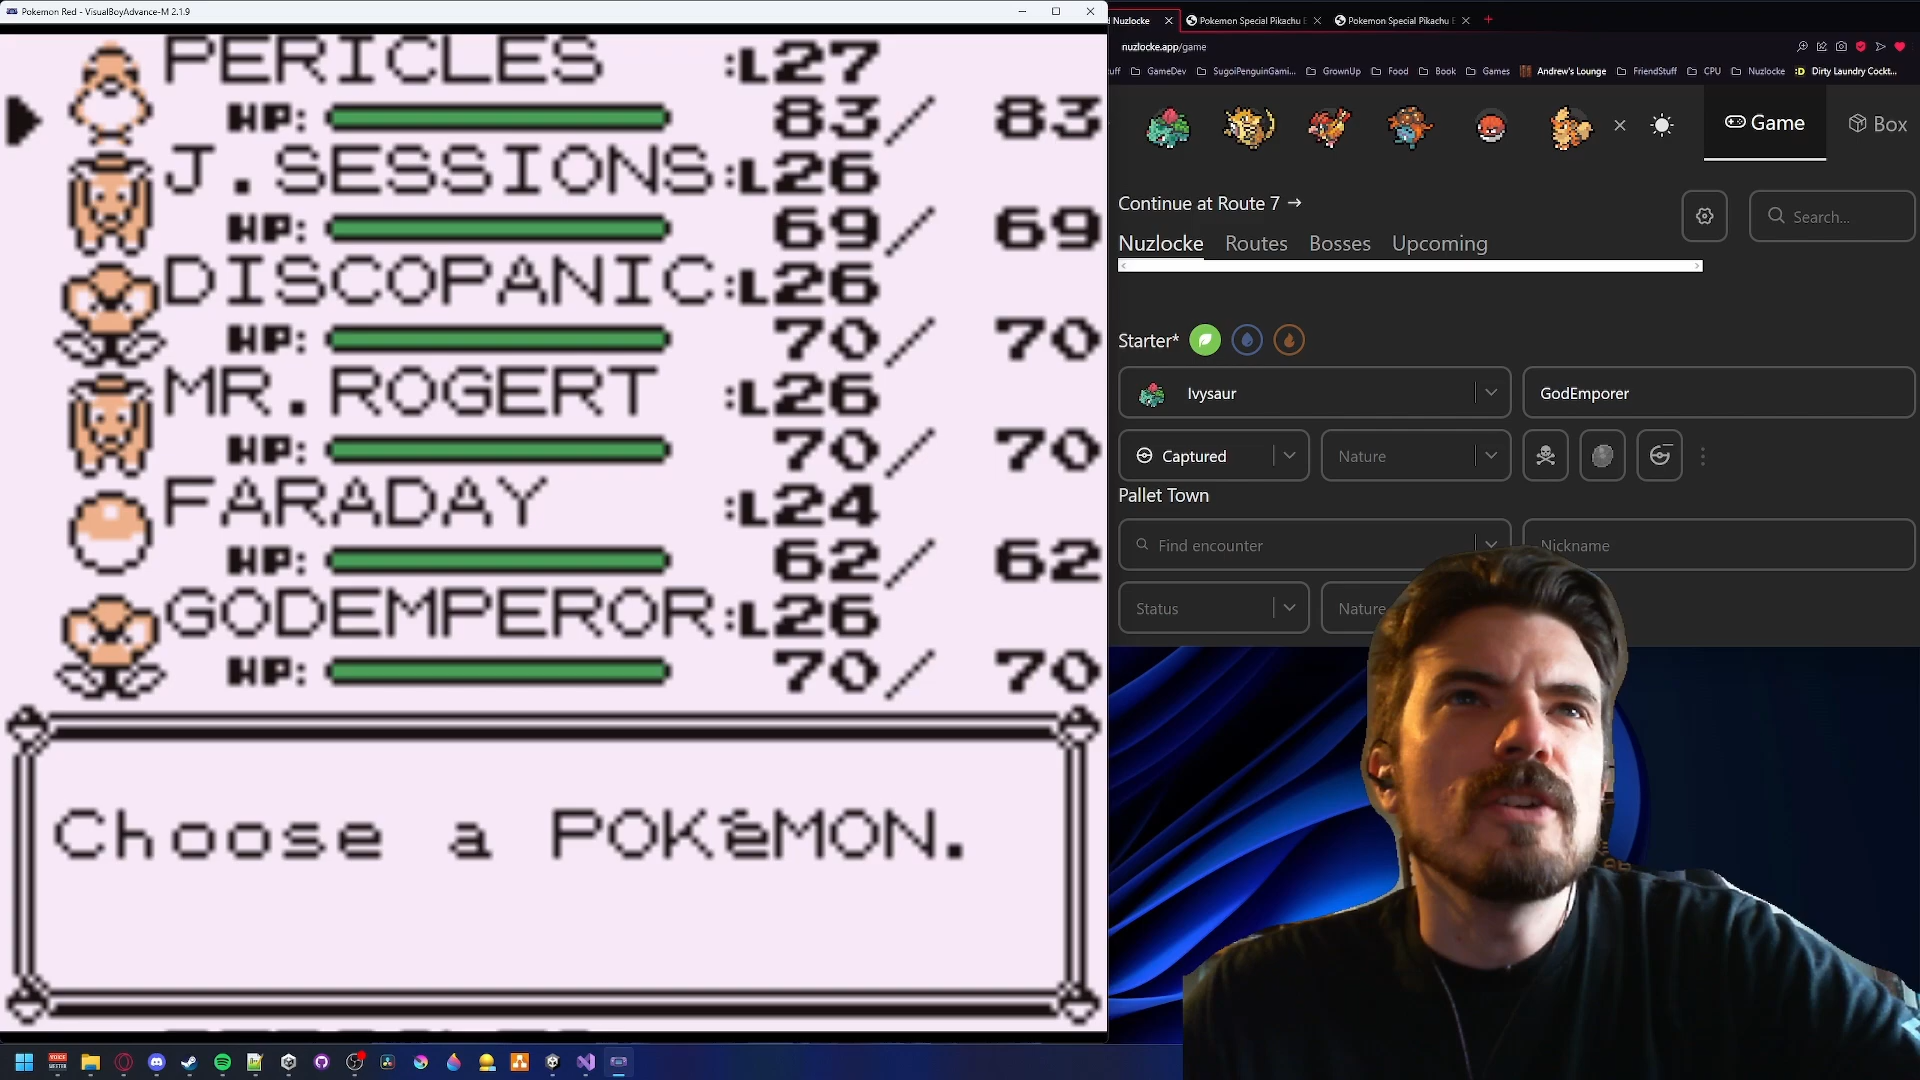 Pokemon Red - VisualBoyAdvance-M 2.1.9
PERICLES :L27
HP: 83/ 83
J.SESSIONS :L26
HP: 69/ 69
DISCOPANIC :L26
HP: 70/ 70
MR.ROGERT :L26
HP: 70/ 70
FARADAY :L24
HP: 62/ 62
GODEMPEROR :L26
HP: 70/ 70
Choose a POKéMON.
Nuzlocke
Pokemon Special Pikachu E
Pokemon Special Pikachu E
nuzlocke.app/game
GameDev
SugoiPenguinGami...
GrownUp
Food
Book
Games
Andrew's Lounge
FriendStuff
CPU
Nuzlocke
:D Dirty Laundry Cockt...
Game
Box
Continue at Route 7 →
Search...
Nuzlocke Routes Bosses Upcoming
Starter*
Ivysaur
GodEmporer
Captured
Nature
Pallet Town
Find encounter
Nickname
Status
Nature